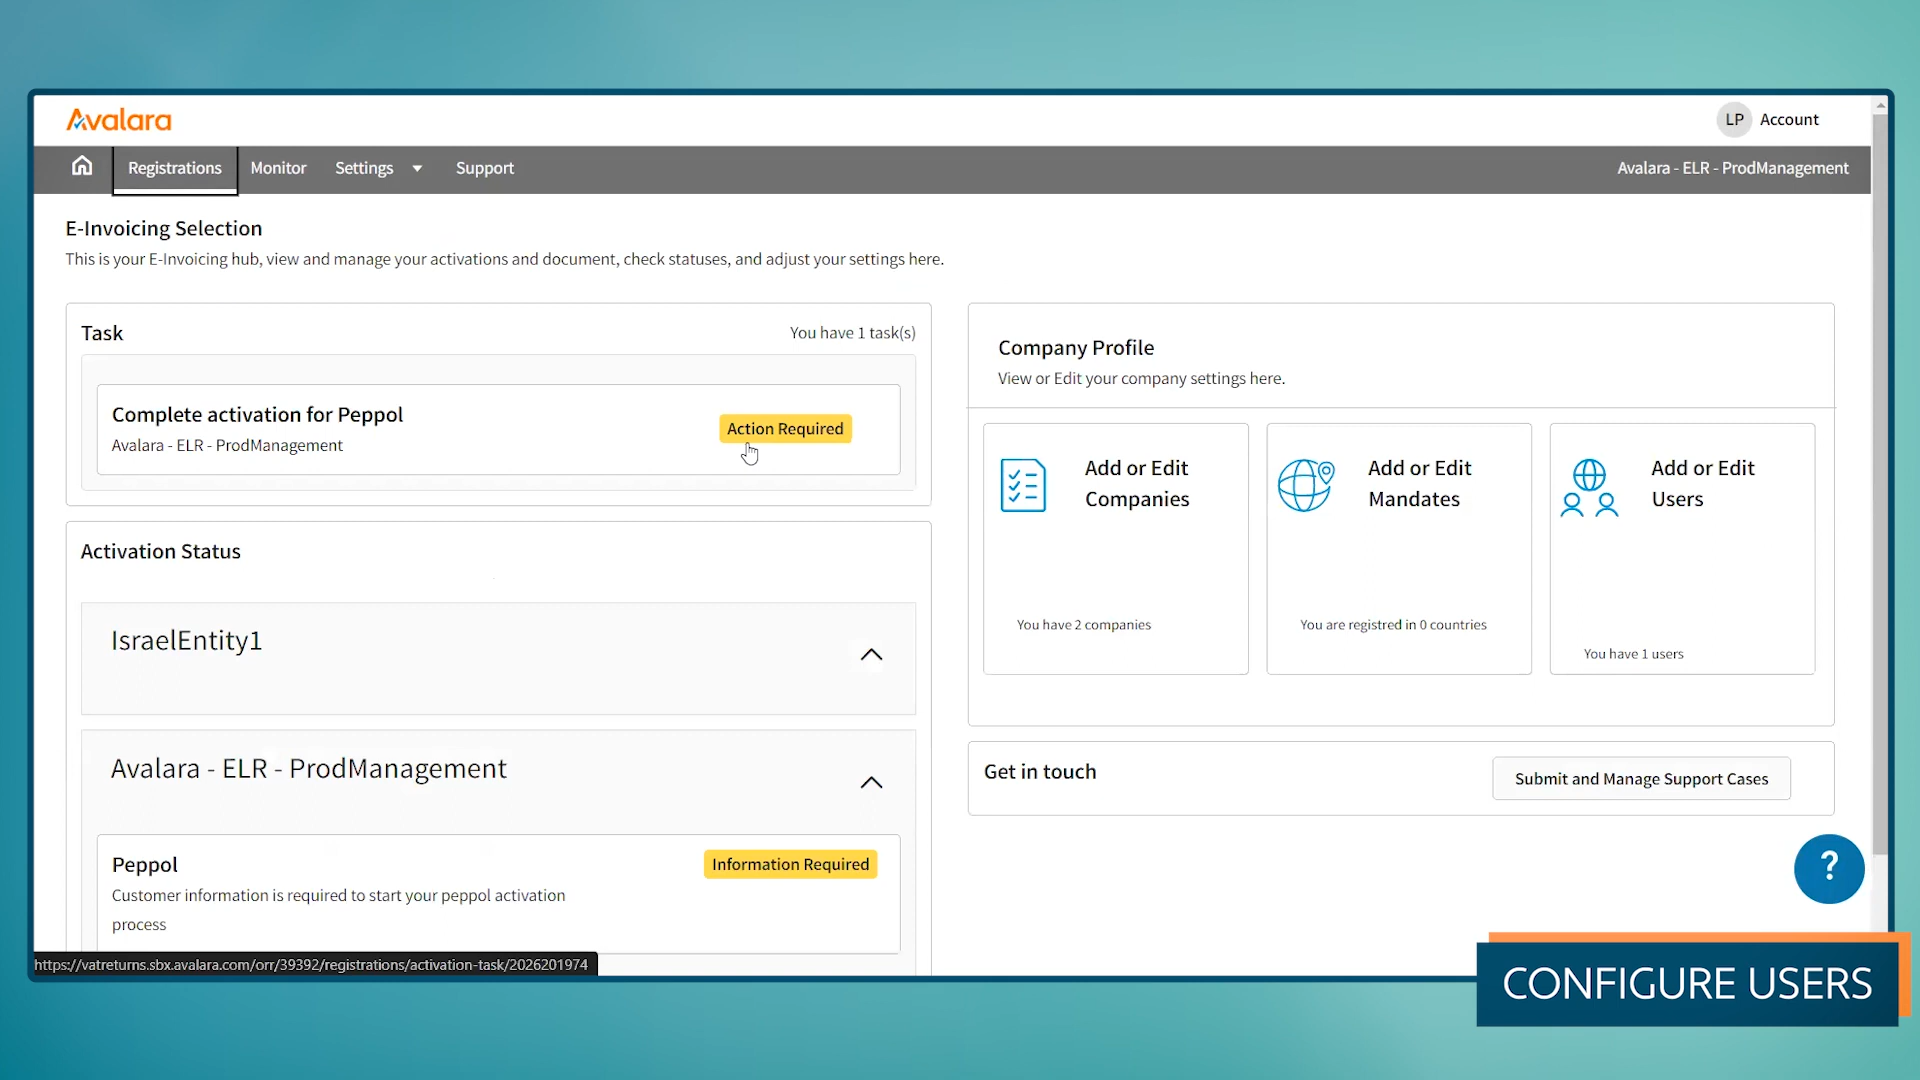 Avalara
LP Account
Registrations Monitor Settings Support
Avalara - ELR - ProdManagement
E-Invoicing Selection
This is your E-Invoicing hub, view and manage your activations and document, check statuses, and adjust your settings here.
Task
You have 1 task(s)
Complete activation for Peppol
Avalara - ELR - ProdManagement
Action Required
Activation Status
IsraelEntity1
Avalara - ELR - ProdManagement
Peppol
Information Required
Customer information is required to start your peppol activation
process
https://vatreturns.sbx.avalara.com/orr/39392/registrations/activation-task/2026201974
Company Profile
View or Edit your company settings here.
Add or Edit
Companies
You have 2 companies
Add or Edit
Mandates
You are registred in 0 countries
Add or Edit
Users
You have 1 users
Get in touch
Submit and Manage Support Cases
?
CONFIGURE USERS